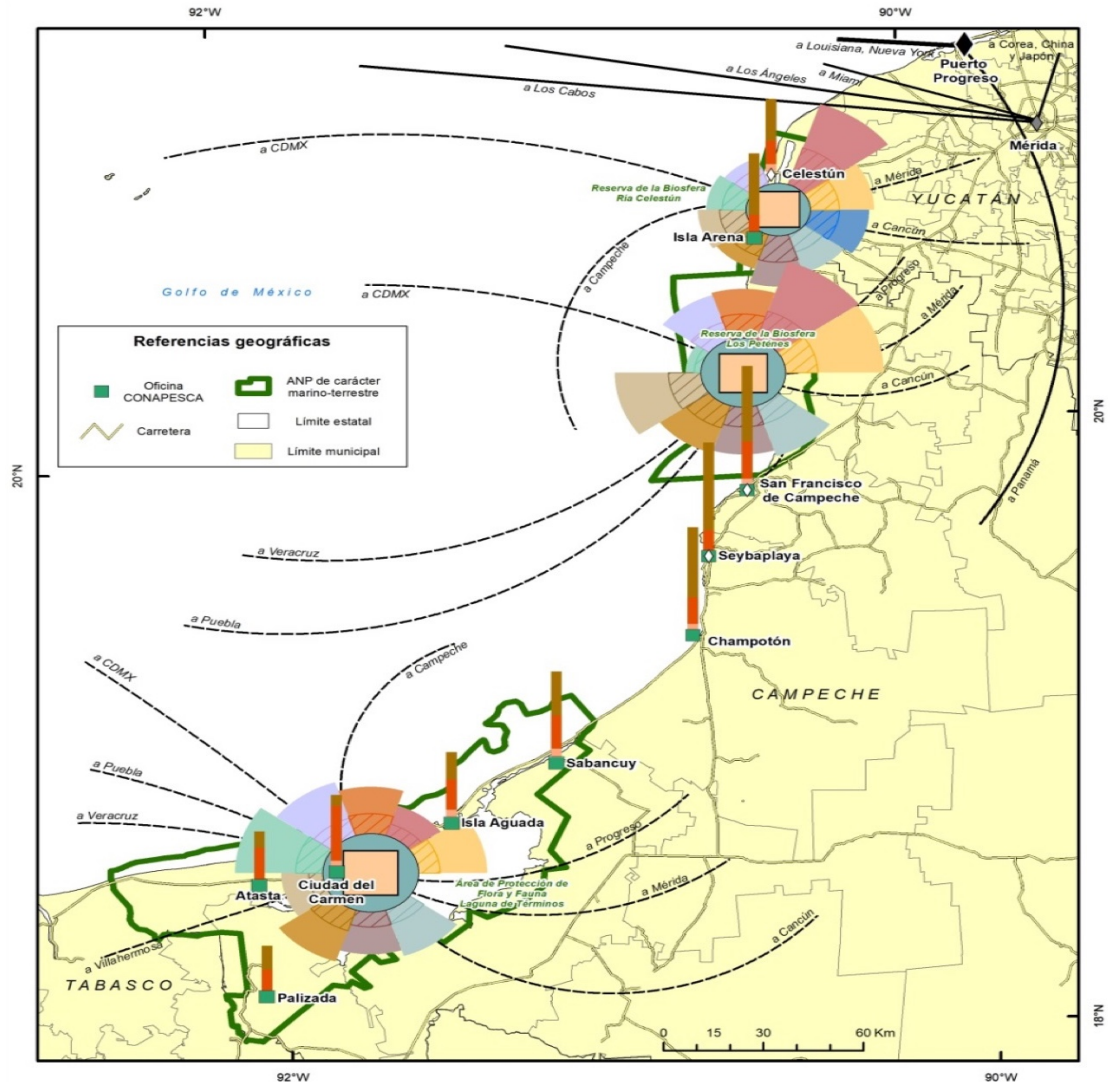 92°W
90°W
a Louisiana, Nueva York
Puerto
Progreso
a Corea, China
y Japón
a Los Ángeles
a Miami
a Los Cabos
Mérida
a CDMX
Celestún
a Mérida
Reserva de la Biosfera
Ria Celestún
YUCATÁN
Isla Arena
a Cancún
a Campeche
a Progreso
Golfo de México
a CDMX
a Mérida
Reserva de la Biosfera
Los Petenes
Referencias geográficas
Oficina
CONAPESCA
ANP de carácter
marino-terrestre
Carretera
Límite estatal
Límite municipal
a Cancún
20°N
20°N
a Panamá
San Francisco
de Campeche
a Veracruz
Seybaplaya
a Puebla
Champotón
a CDMX
a Campeche
CAMPECHE
Sabancuy
a Puebla
a Veracruz
Isla Aguada
a Progreso
Atasta
Ciudad del
Carmen
Área de Protección de
Flora y Fauna
Laguna de Términos
a Mérida
a Cancún
a Villahermosa
TABASCO
Palizada
0 15 30 60 Km
18°N
92°W
90°W